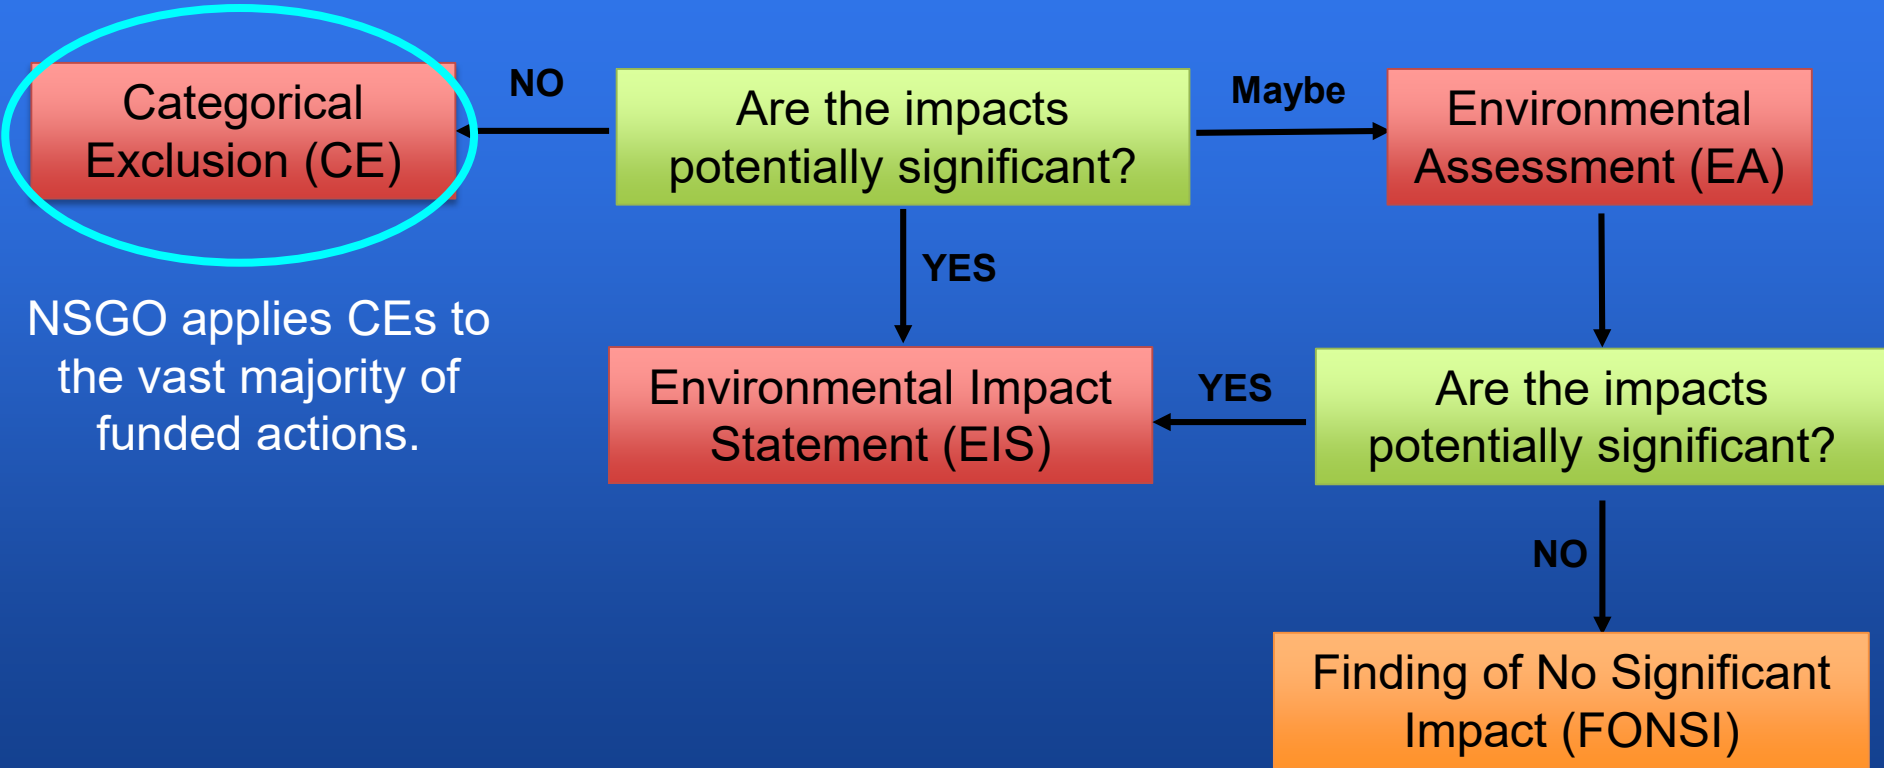 Categorical
Exclusion (CE)
NO
Are the impacts
potentially significant?
Maybe
Environmental
Assessment (EA)
YES
NSGO applies CEs to
the vast majority of
funded actions.
Environmental Impact
Statement (EIS)
YES
Are the impacts
potentially significant?
NO
Finding of No Significant
Impact (FONSI)